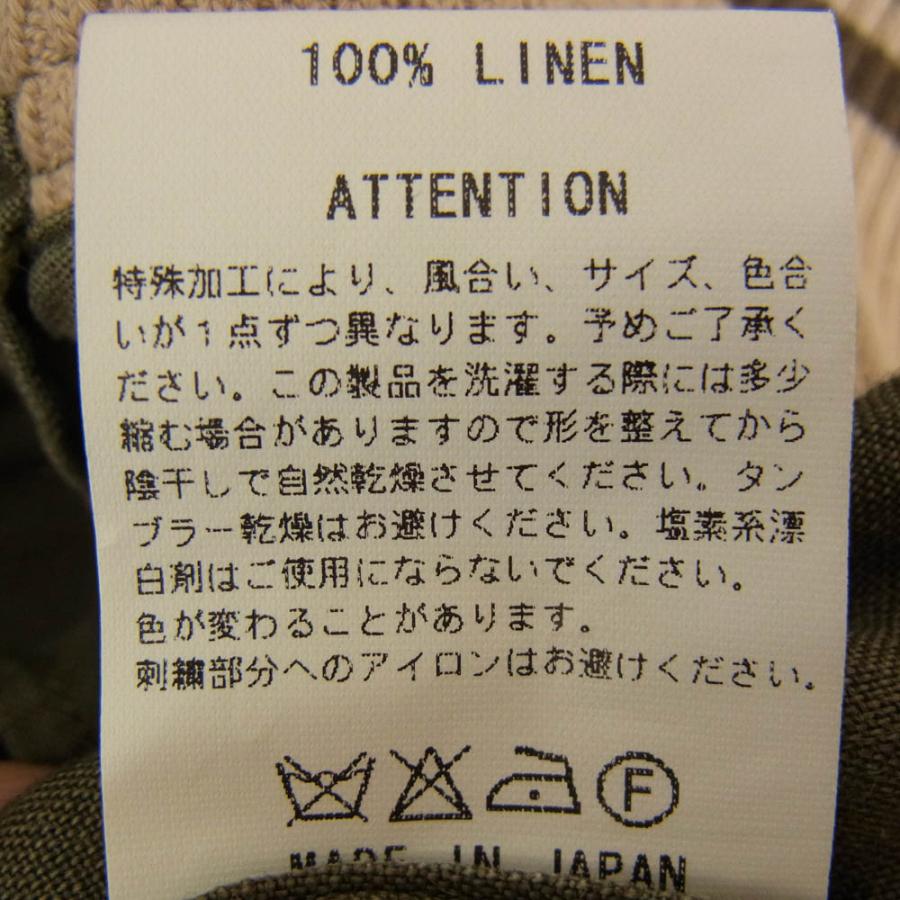 100% LINEN
ATTENTION
特殊加工により、風合い、サイズ、色合
いが1点ずつ異なります。予めご了承く
ださい。この製品を洗濯する際には多少
縮む場合がありますので形を整えてから
陰干しで自然乾燥させてください。タン
ブラー乾燥はお避けください。塩素系漂
白剤はご使用にならないでください。
色が変わることがあります。
刺繍部分へのアイロンはお避けください。
F
MADE IN JAPAN